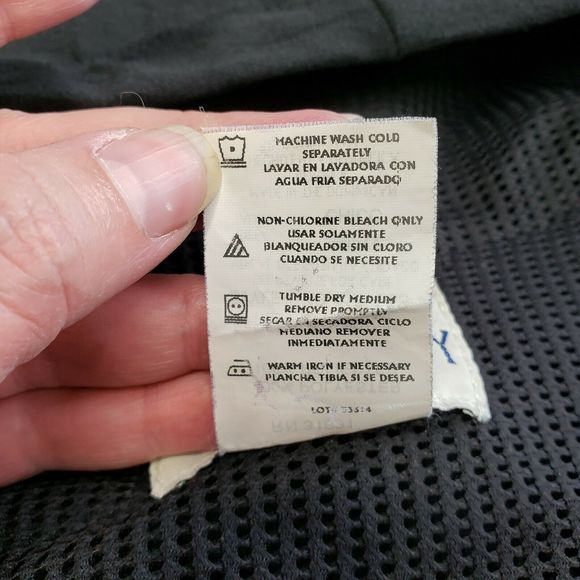 MACHINE WASH COLD
SEPARATELY
LAVAR EN LAVADORA CON
AGUA FRIA SEPARADO
NON-CHLORINE BLEACH ONLY
USAR SOLAMENTE
BLANQUEADOR SIN CLORO
CUANDO SE NECESITE
TUMBLE DRY MEDIUM
REMOVE PROMPTLY
SECAR EN SECADORA CICLO
MEDIANO REMOVER
INMEDIATAMENTE
WARM IRON IF NECESSARY
PLANCHA TIBIA SI SE DESEA
LOT# 53514